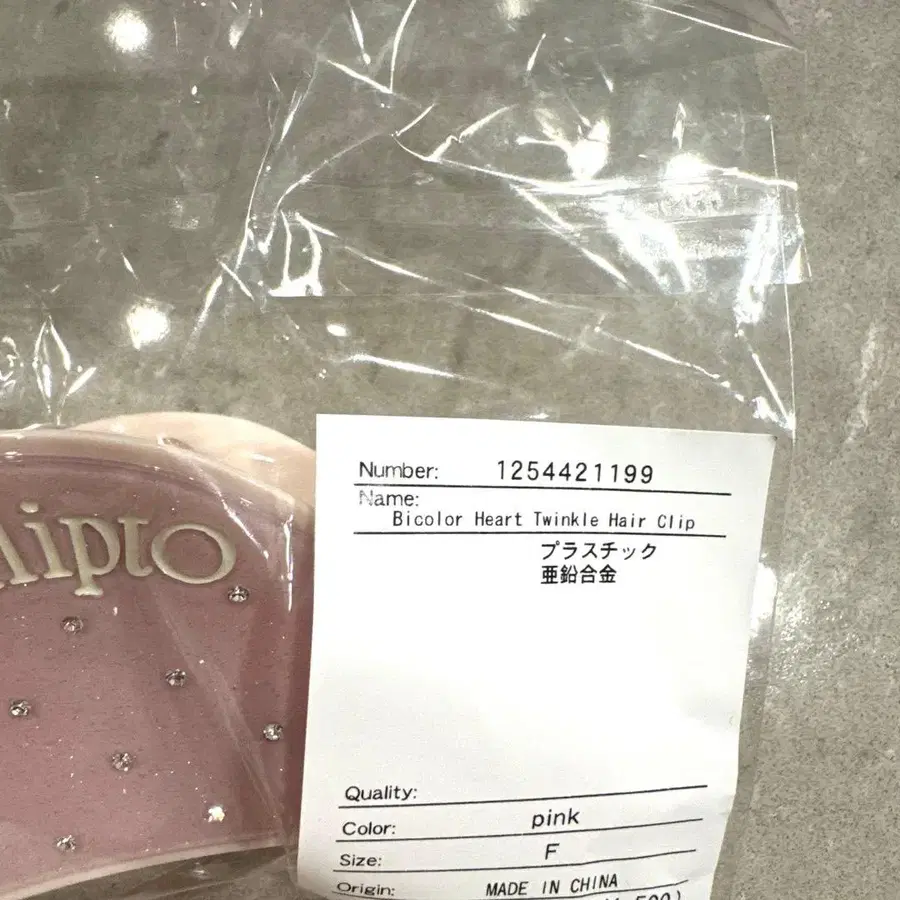 Number: 1254421199
Name:
Bicolor Heart Twinkle Hair Clip
プラスチック
亜鉛合金
Quality:
Color: pink
Size: F
Origin: MADE IN CHINA